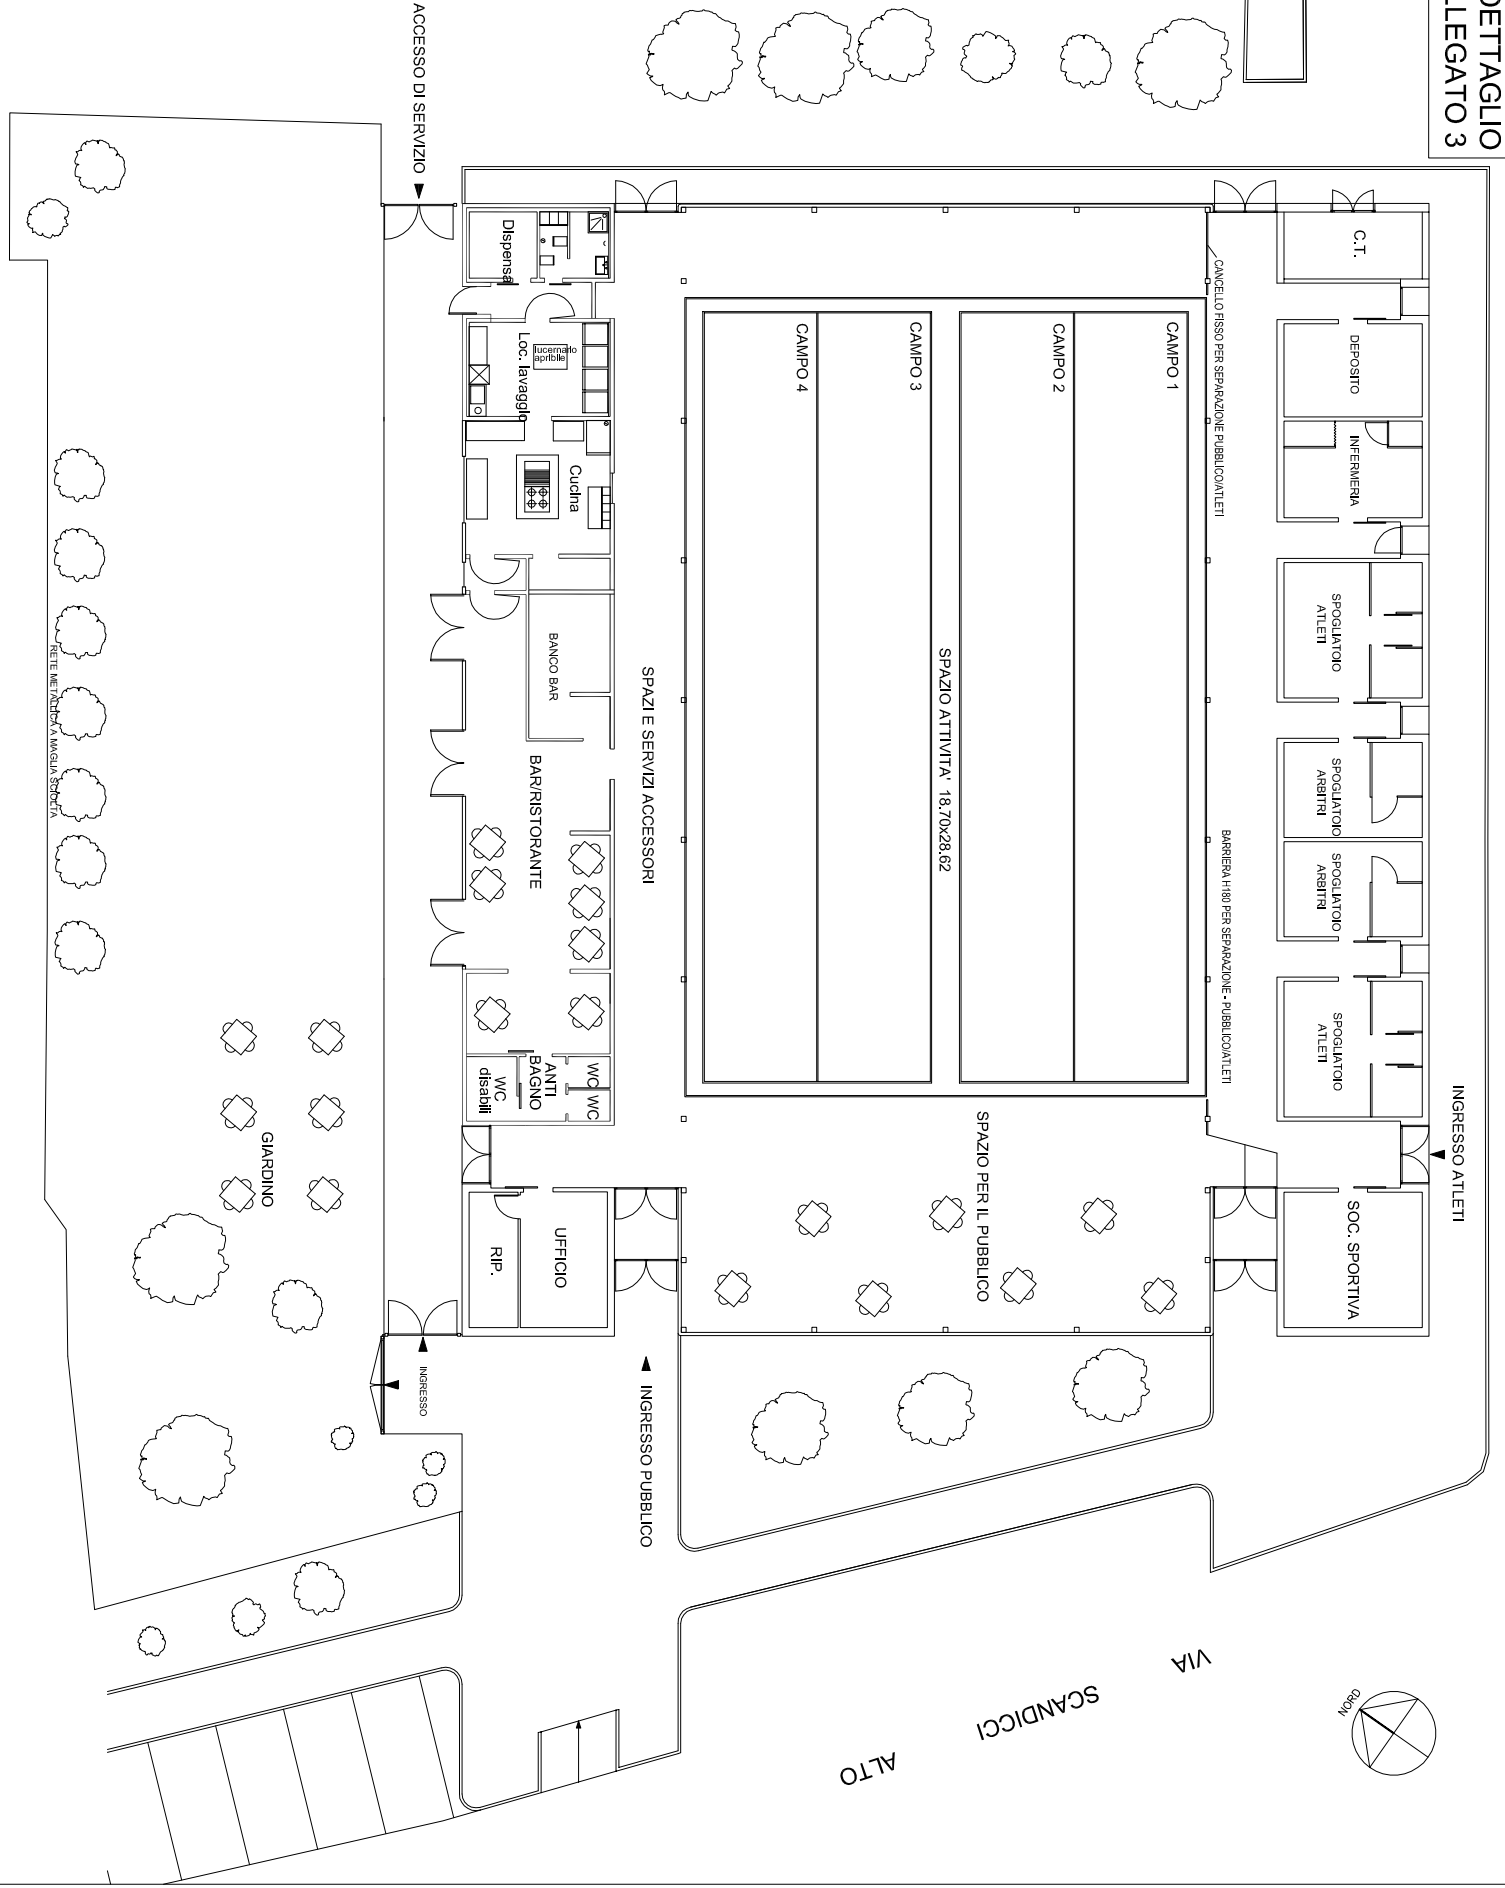 DETTAGLIO
LLEGATO 3
ACCESSO DI SERVIZIO
C.T.
DEPOSITO
INFERMERIA
SPOGLIATOIO
ATLETI
SPOGLIATOIO
ARBITRI
SPOGLIATOIO
ARBITRI
SPOGLIATOIO
ATLETI
INGRESSO ATLETI
SOC. SPORTIVA
CANCELLO FISSO PER SEPARAZIONE PUBBLICO/ATLETI
BARRIERA H180 PER SEPARAZIONE - PUBBLICO/ATLETI
CAMPO 1
CAMPO 2
CAMPO 3
CAMPO 4
SPAZIO ATTIVITA' 18.70x28.62
SPAZIO PER IL PUBBLICO
SPAZI E SERVIZI ACCESSORI
Dispensa
Loc. lavaggio
lucernario
apribile
Cucina
BANCO BAR
BAR/RISTORANTE
WC
WC
ANTI
BAGNO
WC
disabili
UFFICIO
RIP.
INGRESSO PUBBLICO
INGRESSO
GIARDINO
RETE METALLICA A MAGLIA SCIOLTA
VIA
SCANDICCI
ALTO
NORD